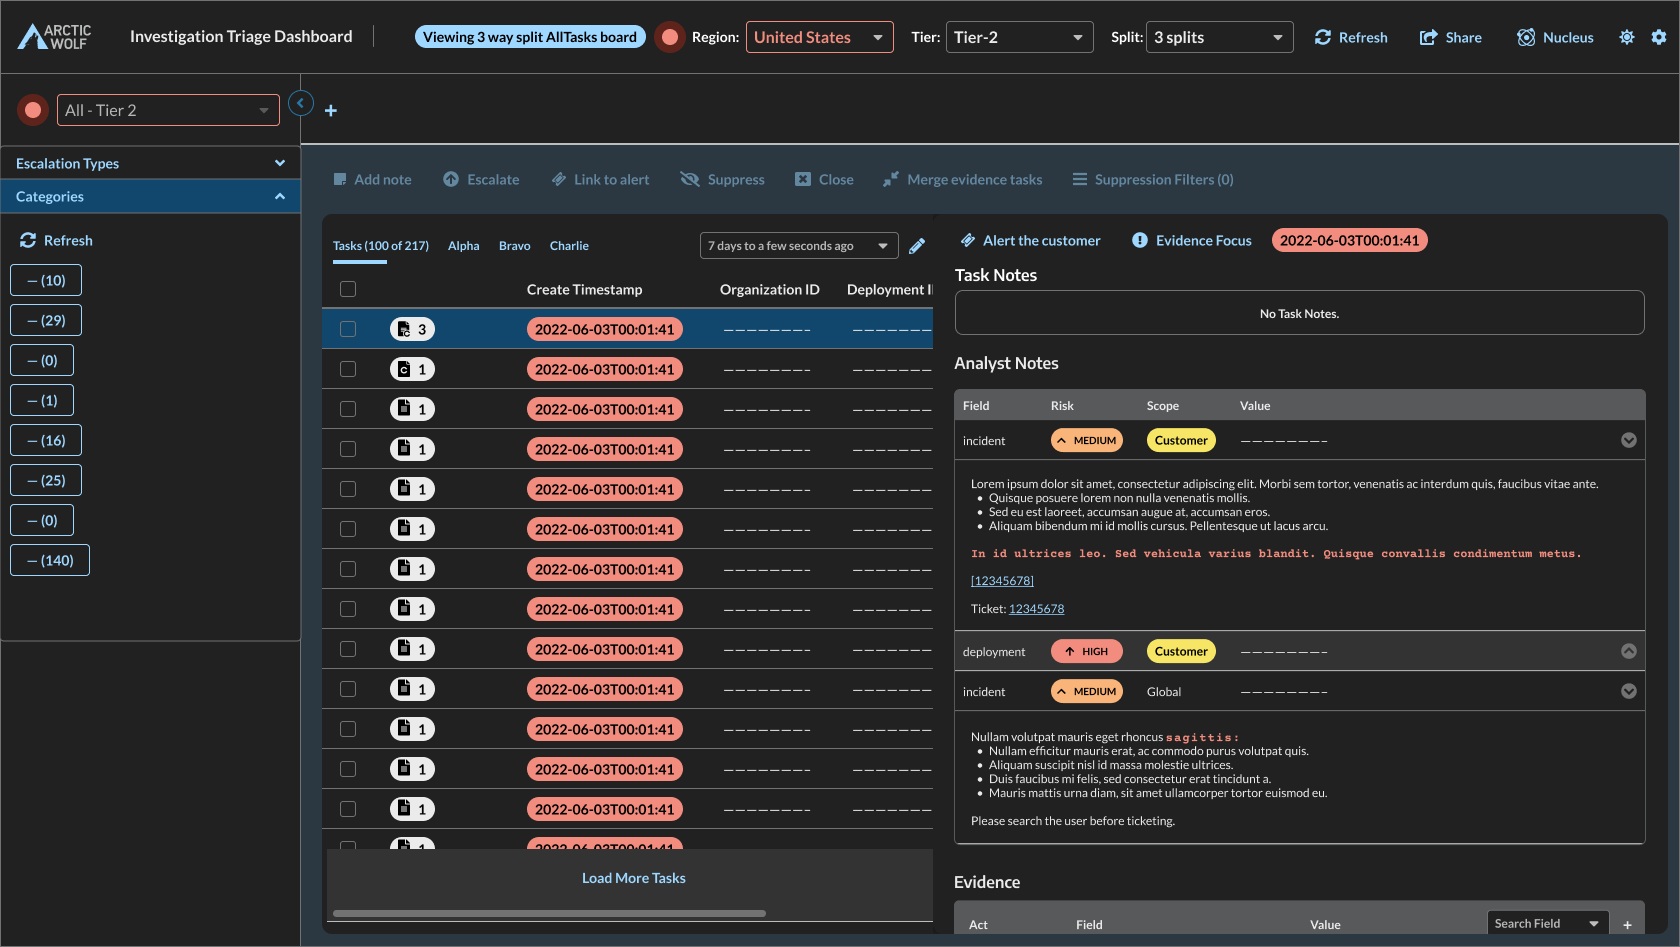 ARCTIC
WOLF
Investigation Triage Dashboard
Viewing 3 way split AllTasks board
Region:
United States
Tier:
Tier-2
Split:
3 splits
Refresh
Share
Nucleus
All - Tier 2
+
Escalation Types
Categories
Refresh
— (10)
— (29)
— (0)
— (1)
— (16)
— (25)
— (0)
— (140)
Add note
Escalate
Link to alert
Suppress
Close
Merge evidence tasks
Suppression Filters (0)
Tasks (100 of 217)
Alpha
Bravo
Charlie
7 days to a few seconds ago
Create Timestamp
Organization ID
Deployment I
3
2022-06-03T00:01:41
———————–
———————
C 1
2022-06-03T00:01:41
———————–
———————
1
2022-06-03T00:01:41
———————–
———————
1
2022-06-03T00:01:41
———————–
———————
1
2022-06-03T00:01:41
———————–
———————
1
2022-06-03T00:01:41
———————–
———————
1
2022-06-03T00:01:41
———————–
———————
1
2022-06-03T00:01:41
———————–
———————
1
2022-06-03T00:01:41
———————–
———————
1
2022-06-03T00:01:41
———————–
———————
1
2022-06-03T00:01:41
———————–
———————
1
2022-06-03T00:01:41
———————–
———————
1
2022-06-03T00:01:41
———————–
———————
1
2022-06-03T00:01:41
Load More Tasks
Alert the customer
Evidence Focus
2022-06-03T00:01:41
Task Notes
No Task Notes.
Analyst Notes
Field
Risk
Scope
Value
incident
MEDIUM
Customer
———————–
Lorem ipsum dolor sit amet, consectetur adipiscing elit. Morbi sem tortor, venenatis ac interdum quis, faucibus vitae ante.
• Quisque posuere lorem non nulla venenatis mollis.
• Sed eu est laoreet, accumsan augue at, accumsan eros.
• Aliquam bibendum mi id mollis cursus. Pellentesque ut lacus arcu.
In id ultrices leo. Sed vehicula varius blandit. Quisque convallis condimentum metus.
[12345678]
Ticket: 12345678
deployment
HIGH
Customer
———————–
incident
MEDIUM
Global
———————–
Nullam volutpat mauris eget rhoncus sagittis:
• Nullam efficitur mauris erat, ac commodo purus volutpat quis.
• Aliquam suscipit nisl id massa molestie ultrices.
• Duis faucibus mi felis, sed consectetur erat tincidunt a.
• Mauris mattis urna diam, sit amet ullamcorper tortor euismod eu.
Please search the user before ticketing.
Evidence
Act
Field
Value
Search Field
+